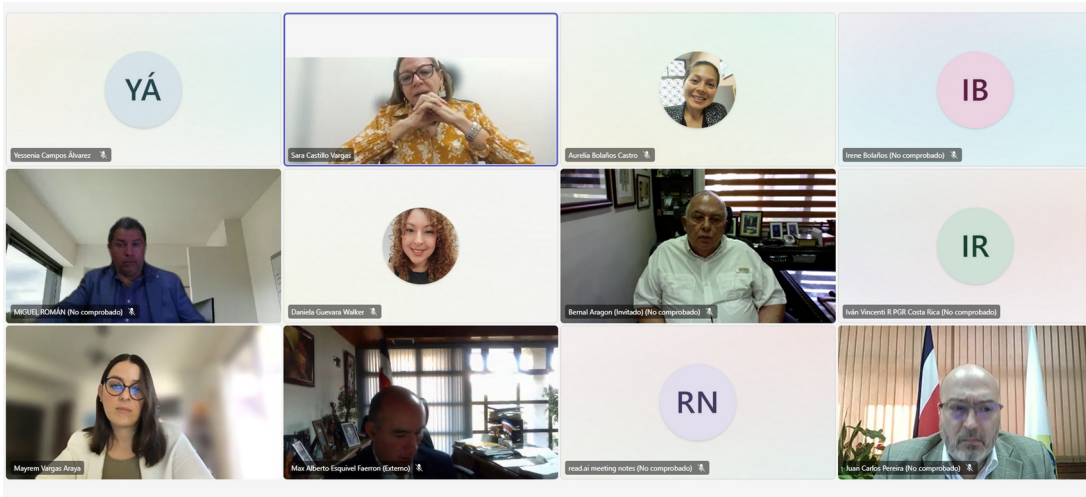 YÁ
Yessenia Campos Álvarez
Sara Castillo Vargas
Aurelia Bolaños Castro
IB
Irene Bolaños (No comprobado)
MIGUEL ROMÁN (No comprobado)
Daniela Guevara Walker
Bernal Aragon (Invitado) (No comprobado)
IR
Iván Vincenti R PGR Costa Rica (No comprobado)
Mayrem Vargas Araya
Max Alberto Esquivel Faerron (Externo)
RN
read.ai meeting notes (No comprobado)
Juan Carlos Pereira (No comprobado)